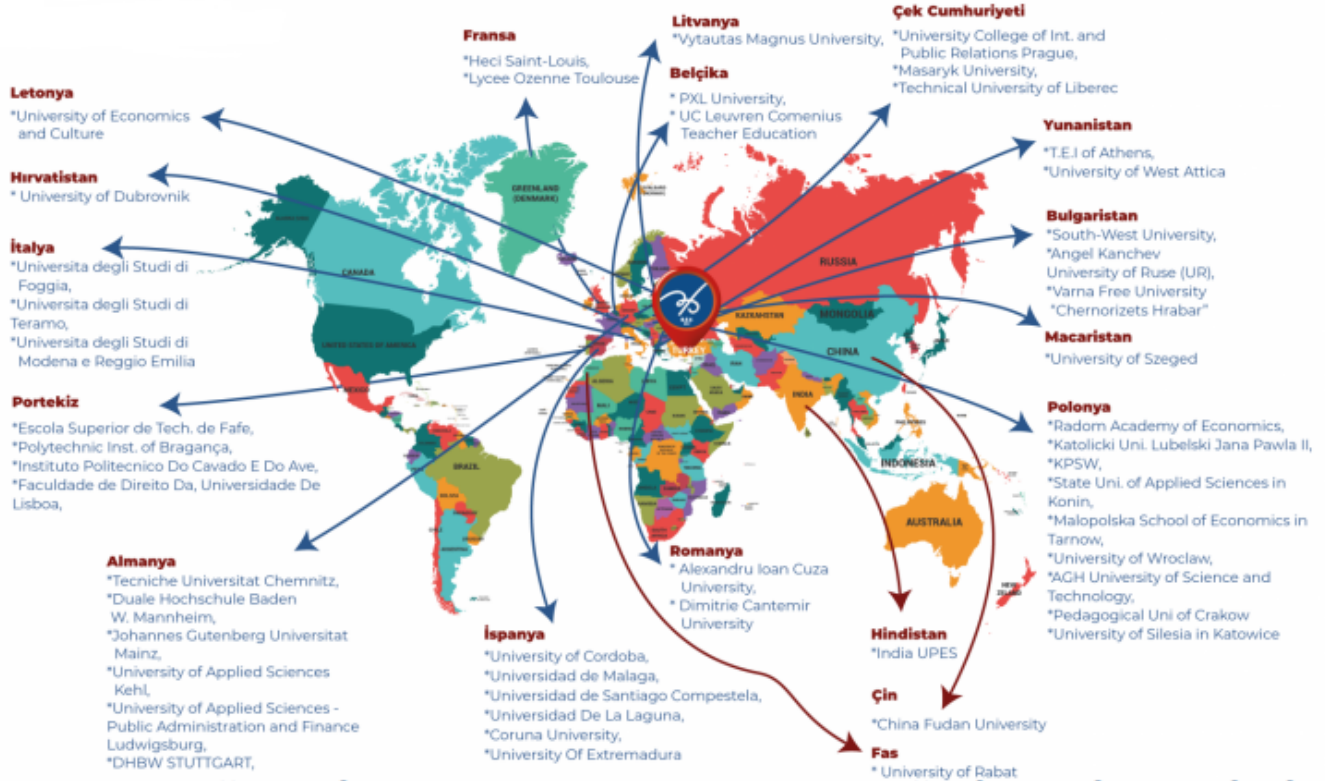 Fransa
*Heci Saint-Louis,
*Lycee Ozenne Toulouse
Litvanya
*Vytautas Magnus University,
Belçika
* PXL University,
* UC Leuvren Comenius
Teacher Education
Çek Cumhuriyeti
*University College of Int. and
Public Relations Prague,
*Masaryk University,
*Technical University of Liberec
Letonya
*University of Economics
and Culture
Hırvatistan
* University of Dubrovnik
İtalya
*Universita degli Studi di
Foggia,
*Universita degli Studi di
Teramo,
*Universita degli Studi di
Modena e Reggio Emilia
Portekiz
*Escola Superior de Tech. de Fafe,
*Polytechnic Inst. of Bragança,
*Instituto Politecnico Do Cavado E Do Ave,
*Faculdade de Direito Da, Universidade De
Lisboa,
Almanya
*Tecniche Universitat Chemnitz,
*Duale Hochschule Baden
W. Mannheim,
*Johannes Gutenberg Universitat
Mainz,
*University of Applied Sciences
Kehl,
*University of Applied Sciences -
Public Administration and Finance
Ludwigsburg,
*DHBW STUTTGART,
İspanya
*University of Cordoba,
*Universidad de Malaga,
*Universidad de Santiago Compestela,
*Universidad De La Laguna,
*Coruna University,
*University Of Extremadura
Romanya
* Alexandru Ioan Cuza
University,
* Dimitrie Cantemir
University
Yunanistan
*T.E.I of Athens,
*University of West Attica
Bulgaristan
*South-West University,
*Angel Kanchev
University of Ruse (UR),
*Varna Free University
"Chernorizets Hrabar"
Macaristan
*University of Szeged
Polonya
*Radom Academy of Economics,
*Katolicki Uni. Lubelski Jana Pawla II,
*KPSW,
*State Uni. of Applied Sciences in
Konin,
*Malopolska School of Economics in
Tarnow,
*University of Wroclaw,
*AGH University of Science and
Technology,
*Pedagogical Uni of Crakow
*University of Silesia in Katowice
Hindistan
*India UPES
Çin
*China Fudan University
Fas
* University of Rabat
GREENLAND
(DENMARK)
CANADA
UNITED STATES OF AMERICA
MEXICO
BRAZIL
RUSSIA
KAZAKHSTAN
MONGOLIA
CHINA
TURKEY
INDIA
ALGERIA
MALI
INDONESIA
AUSTRALIA
NEW
ZELAND